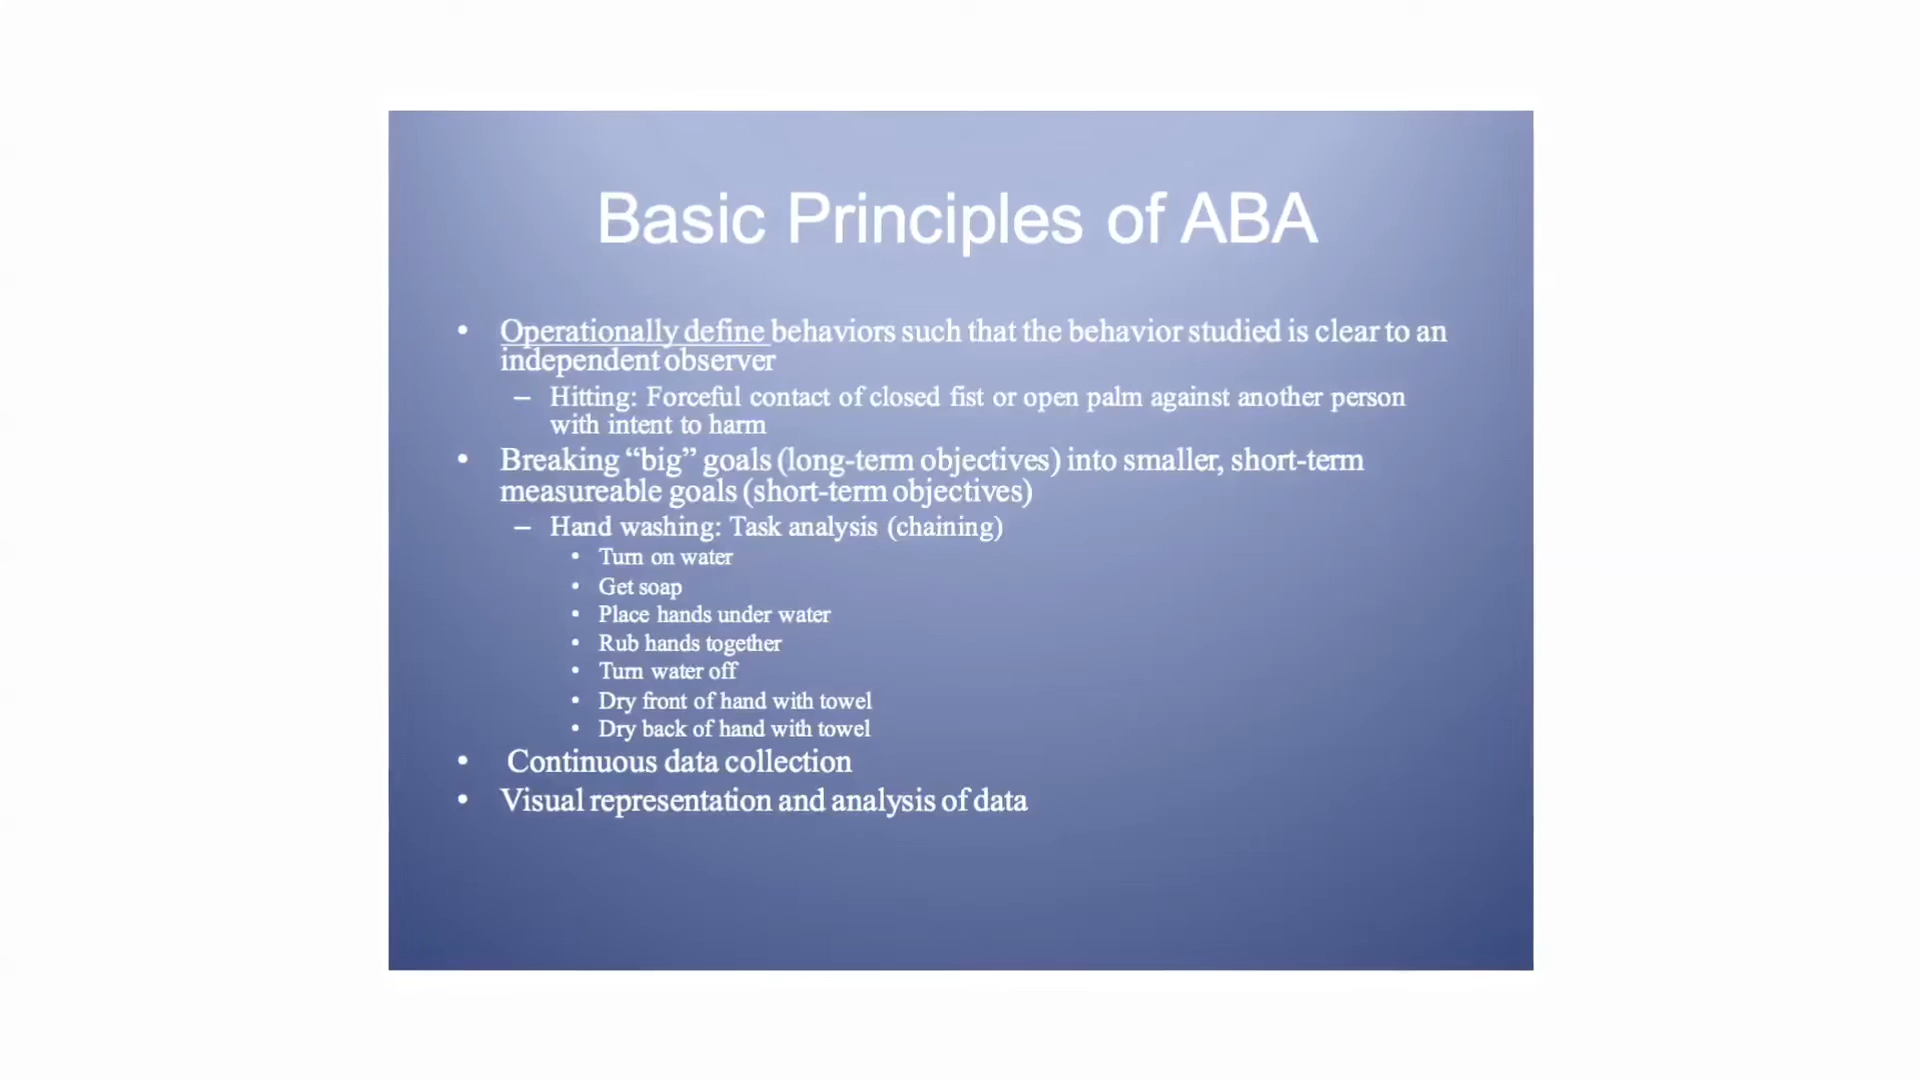 Basic Principles of ABA
• Operationally define behaviors such that the behavior studied is clear to an
independent observer
– Hitting: Forceful contact of closed fist or open palm against another person
with intent to harm
• Breaking “big” goals (long-term objectives) into smaller, short-term
measureable goals (short-term objectives)
– Hand washing: Task analysis (chaining)
• Turn on water
• Get soap
• Place hands under water
• Rub hands together
• Turn water off
• Dry front of hand with towel
• Dry back of hand with towel
• Continuous data collection
• Visual representation and analysis of data